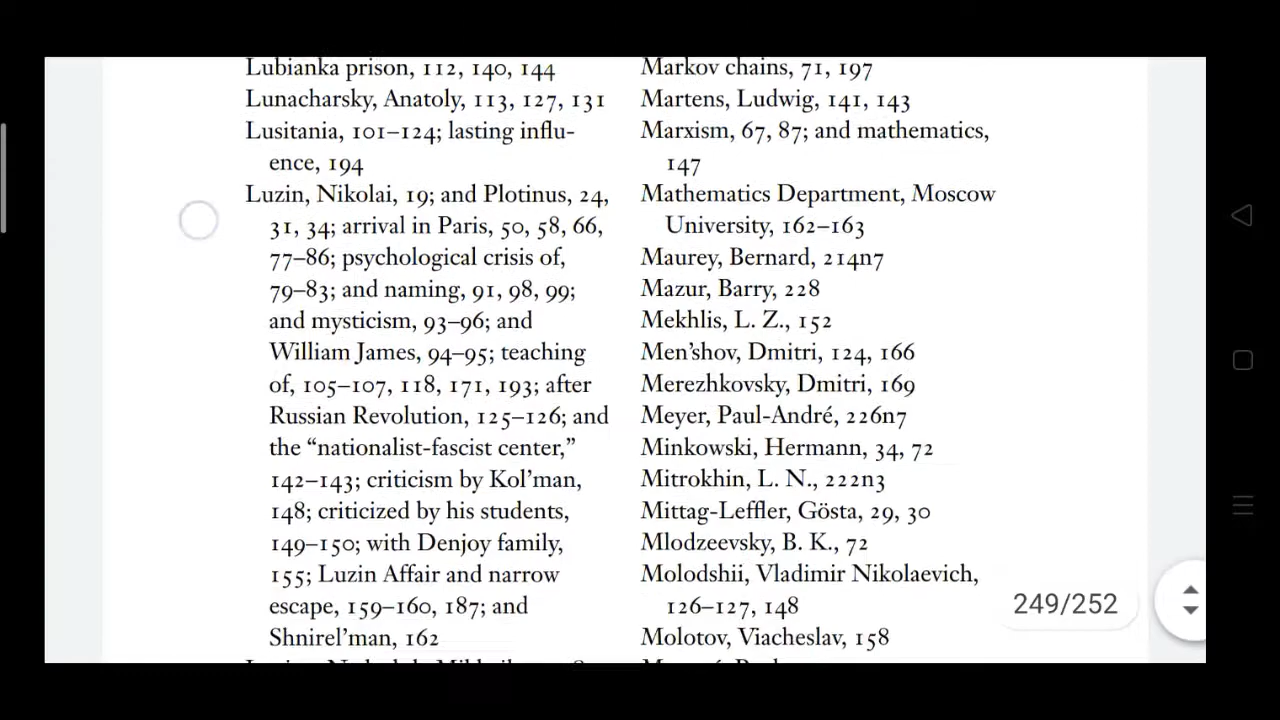 Lubianka prison, 112, 140, 144
Lunacharsky, Anatoly, 113, 127, 131
Lusitania, 101–124; lasting influ-
ence, 194
Luzin, Nikolai, 19; and Plotinus, 24,
31, 34; arrival in Paris, 50, 58, 66,
77–86; psychological crisis of,
79–83; and naming, 91, 98, 99;
and mysticism, 93–96; and
William James, 94–95; teaching
of, 105–107, 118, 171, 193; after
Russian Revolution, 125–126; and
the “nationalist-fascist center,”
142–143; criticism by Kol’man,
148; criticized by his students,
149–150; with Denjoy family,
155; Luzin Affair and narrow
escape, 159–160, 187; and
Shnirel’man, 162
Markov chains, 71, 197
Martens, Ludwig, 141, 143
Marxism, 67, 87; and mathematics,
147
Mathematics Department, Moscow
University, 162–163
Maurey, Bernard, 214n7
Mazur, Barry, 228
Mekhlis, L. Z., 152
Men’shov, Dmitri, 124, 166
Merezhkovsky, Dmitri, 169
Meyer, Paul-André, 226n7
Minkowski, Hermann, 34, 72
Mitrokhin, L. N., 222n3
Mittag-Leffler, Gösta, 29, 30
Mlodzeevsky, B. K., 72
Molodshii, Vladimir Nikolaevich,
126–127, 148
Molotov, Viacheslav, 158
249/252